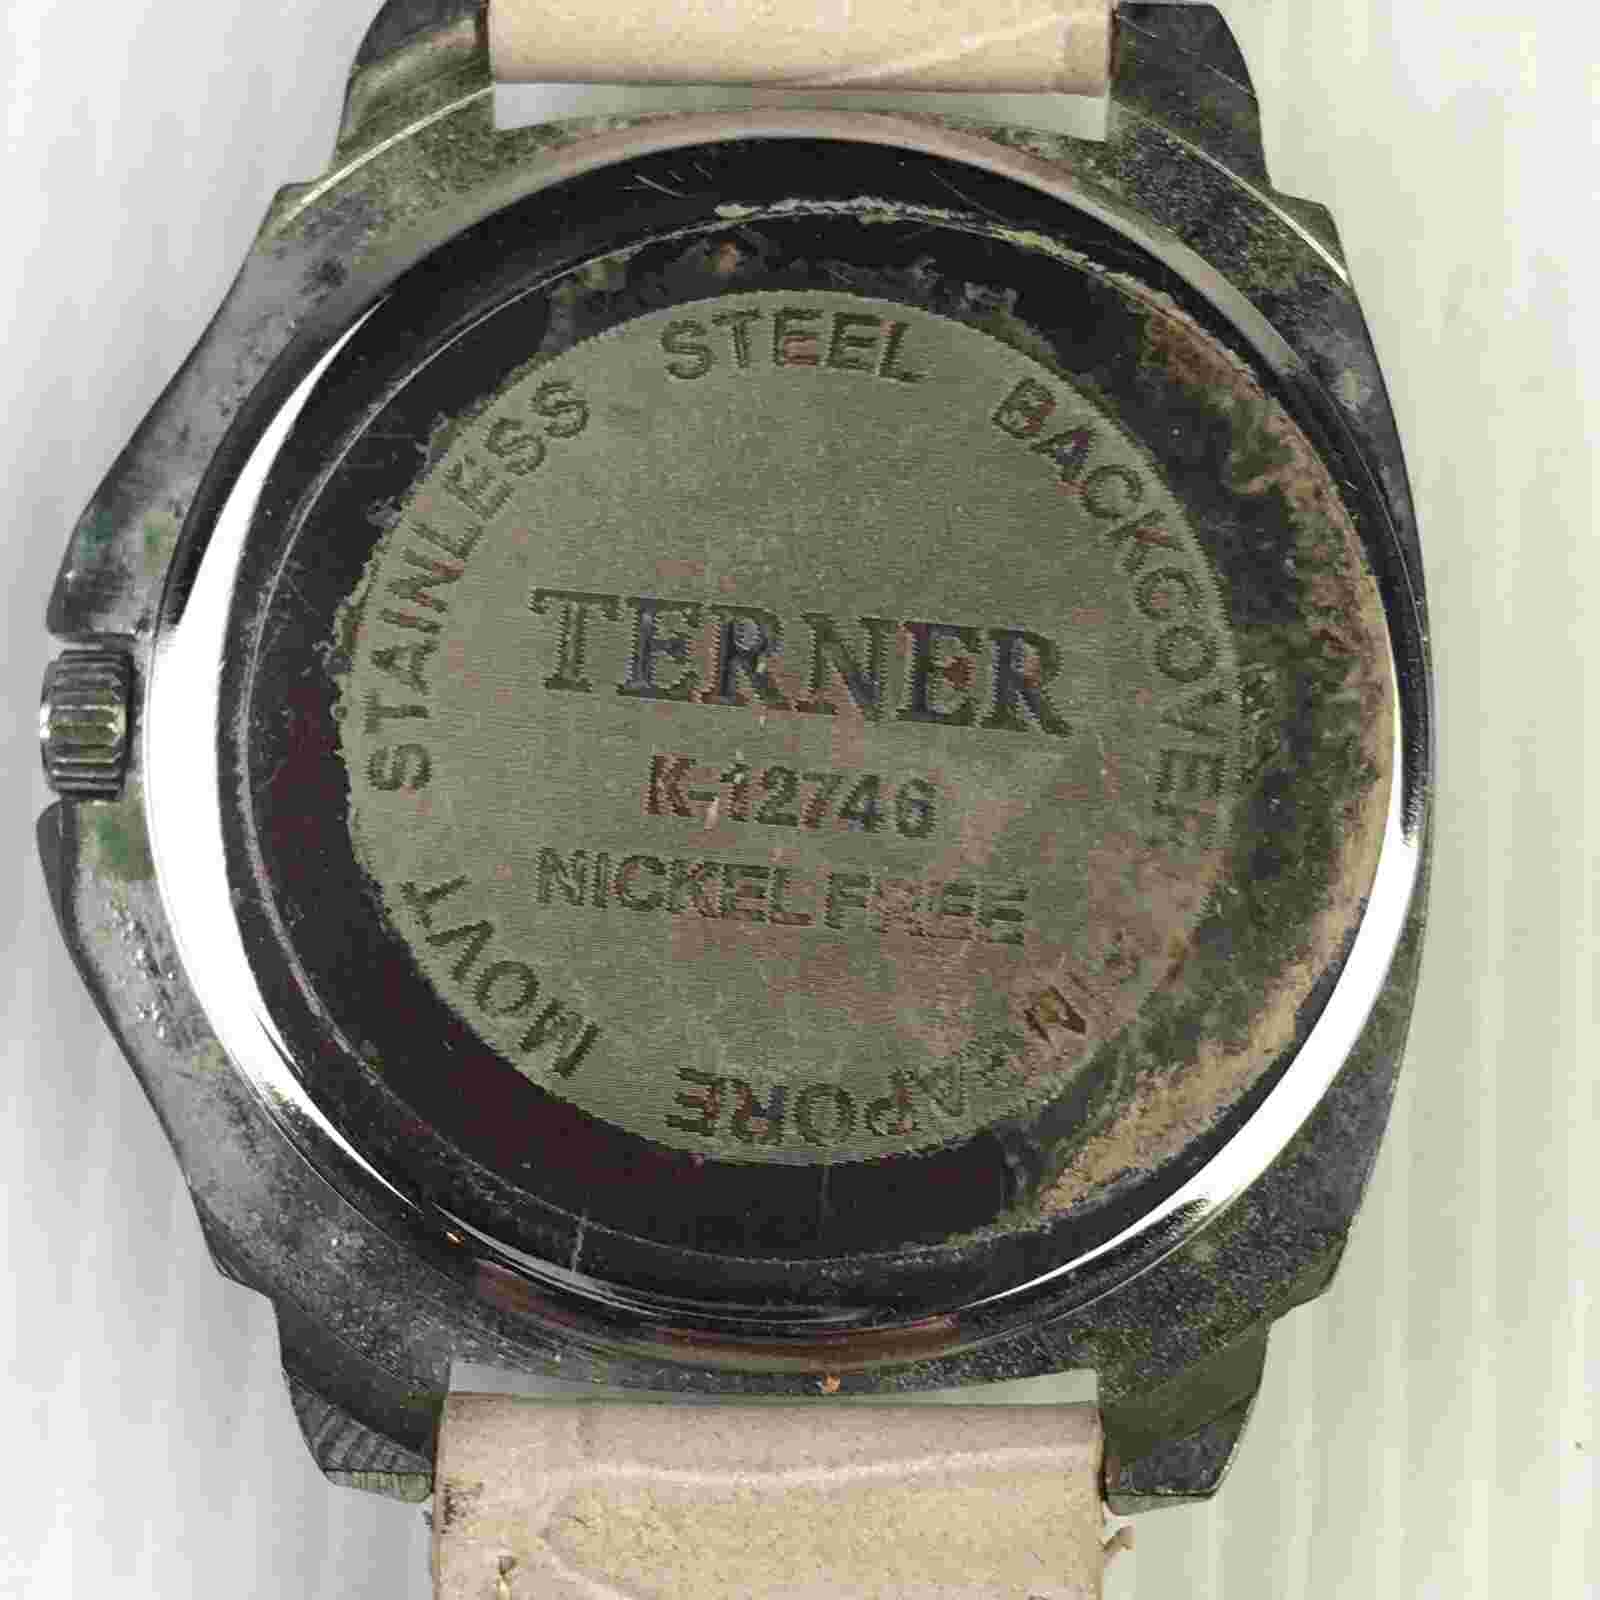 STAINLESS STEEL BACKCOVER
TERNER
K-12746
NICKEL FREE
MOVT